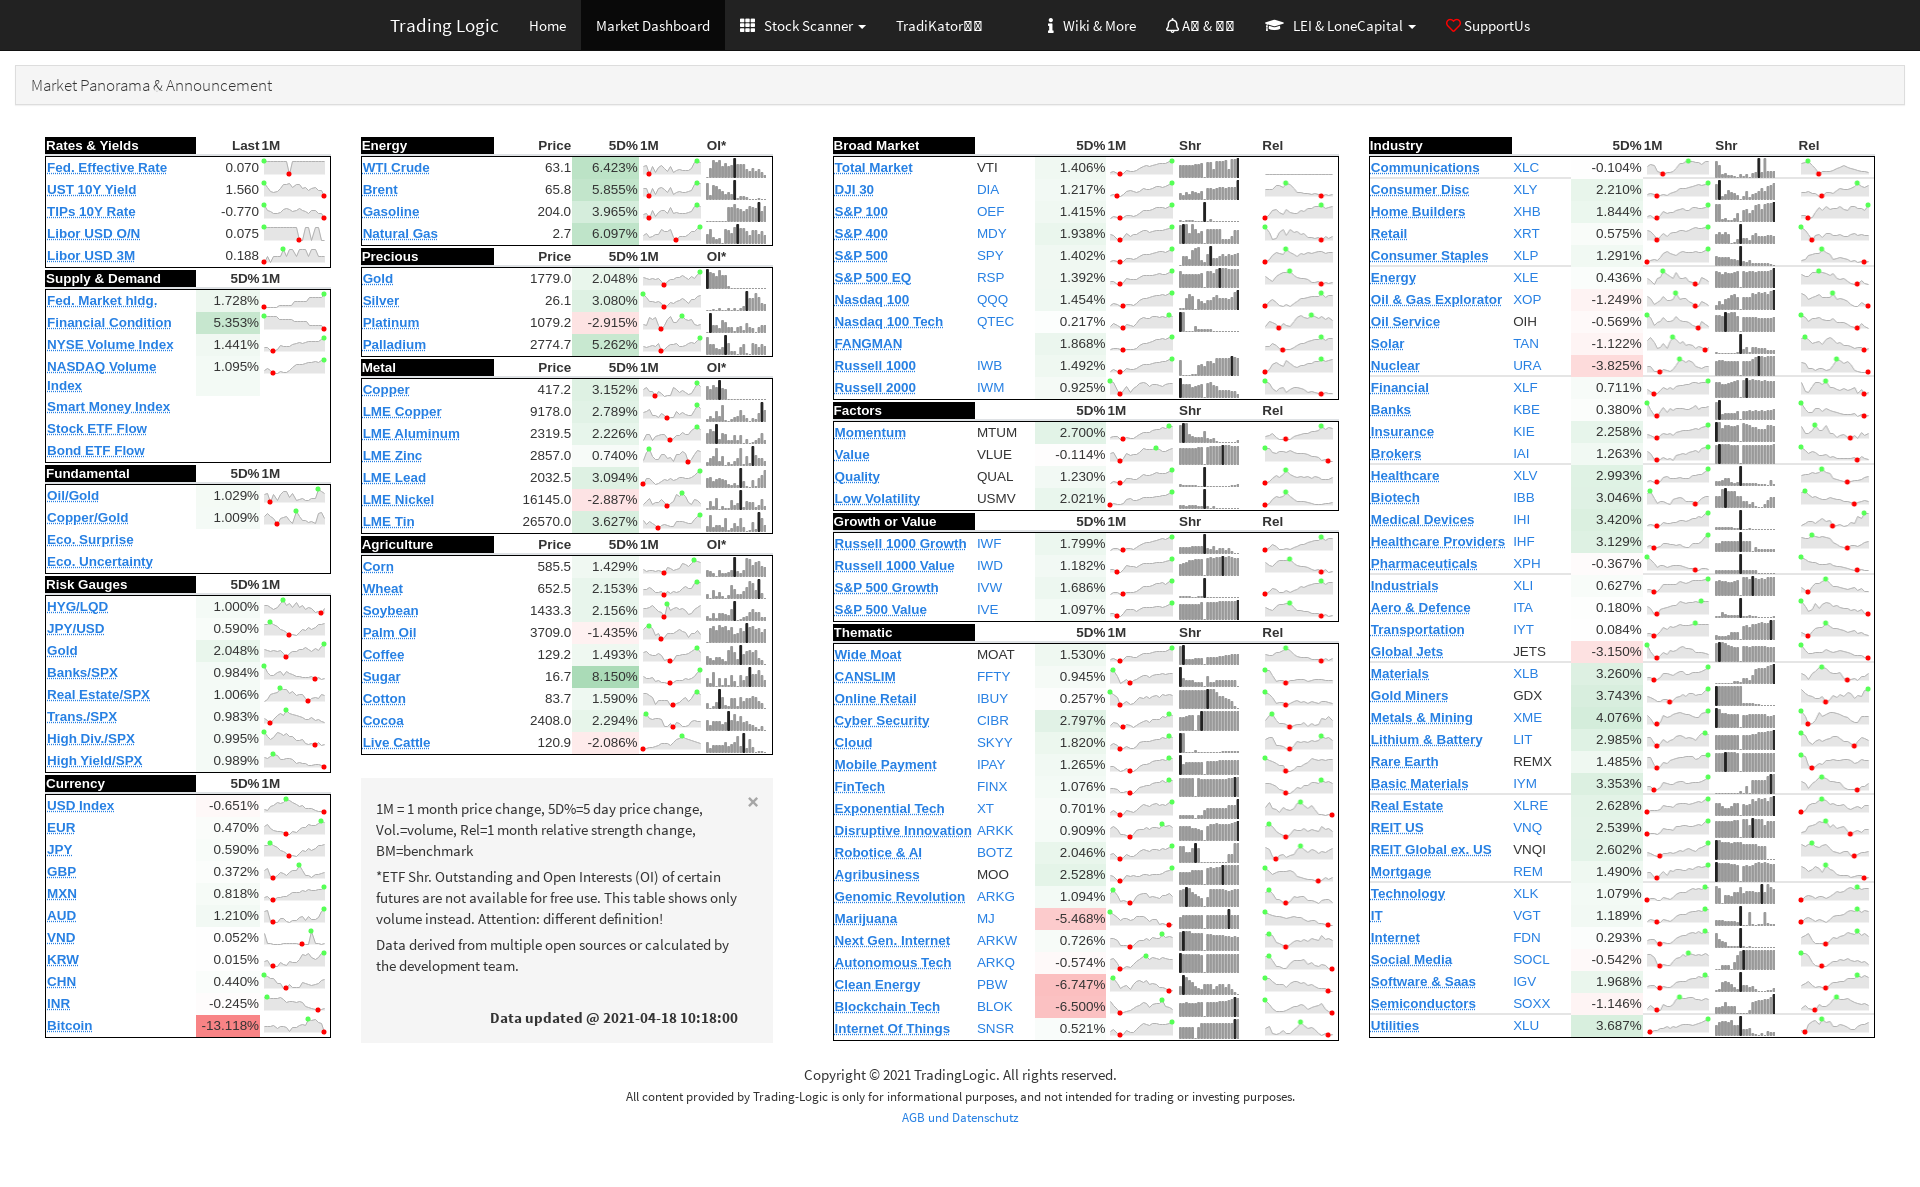 Trading Logic Home Market Dashboard Stock Scanner TradiKator Wiki & More A & LEI & LoneCapital SupportUs
Market Panorama & Announcement
Rates & Yields Last 1M
Fed. Effective Rate 0.070
UST 10Y Yield 1.560
TIPs 10Y Rate -0.770
Libor USD O/N 0.075
Libor USD 3M 0.188
Supply & Demand 5D% 1M
Fed. Market hldg. 1.728%
Financial Condition 5.353%
NYSE Volume Index 1.441%
NASDAQ Volume 1.095%
Index
Smart Money Index
Stock ETF Flow
Bond ETF Flow
Fundamental 5D% 1M
Oil/Gold 1.029%
Copper/Gold 1.009%
Eco. Surprise
Eco. Uncertainty
Risk Gauges 5D% 1M
HYG/LQD 1.000%
JPY/USD 0.590%
Gold 2.048%
Banks/SPX 0.984%
Real Estate/SPX 1.006%
Trans./SPX 0.983%
High Div./SPX 0.995%
High Yield/SPX 0.989%
Currency 5D% 1M
USD Index -0.651%
EUR 0.470%
JPY 0.590%
GBP 0.372%
MXN 0.818%
AUD 1.210%
VND 0.052%
KRW 0.015%
CHN 0.440%
INR -0.245%
Bitcoin -13.118%
Energy Price 5D% 1M OI*
WTI Crude 63.1 6.423%
Brent 65.8 5.855%
Gasoline 204.0 3.965%
Natural Gas 2.7 6.097%
Precious Price 5D% 1M OI*
Gold 1779.0 2.048%
Silver 26.1 3.080%
Platinum 1079.2 -2.915%
Palladium 2774.7 5.262%
Metal Price 5D% 1M OI*
Copper 417.2 3.152%
LME Copper 9178.0 2.789%
LME Aluminum 2319.5 2.226%
LME Zinc 2857.0 0.740%
LME Lead 2032.5 3.094%
LME Nickel 16145.0 -2.887%
LME Tin 26570.0 3.627%
Agriculture Price 5D% 1M OI*
Corn 585.5 1.429%
Wheat 652.5 2.153%
Soybean 1433.3 2.156%
Palm Oil 3709.0 -1.435%
Coffee 129.2 1.493%
Sugar 16.7 8.150%
Cotton 83.7 1.590%
Cocoa 2408.0 2.294%
Live Cattle 120.9 -2.086%
×
1M = 1 month price change, 5D%=5 day price change,
Vol.=volume, Rel=1 month relative strength change,
BM=benchmark
*ETF Shr. Outstanding and Open Interests (OI) of certain
futures are not available for free use. This table shows only
volume instead. Attention: different definition!
Data derived from multiple open sources or calculated by
the development team.
Data updated @ 2021-04-18 10:18:00
Broad Market 5D% 1M Shr Rel
Total Market VTI 1.406%
DJI 30 DIA 1.217%
S&P 100 OEF 1.415%
S&P 400 MDY 1.938%
S&P 500 SPY 1.402%
S&P 500 EQ RSP 1.392%
Nasdaq 100 QQQ 1.454%
Nasdaq 100 Tech QTEC 0.217%
FANGMAN 1.868%
Russell 1000 IWB 1.492%
Russell 2000 IWM 0.925%
Factors 5D% 1M Shr Rel
Momentum MTUM 2.700%
Value VLUE -0.114%
Quality QUAL 1.230%
Low Volatility USMV 2.021%
Growth or Value 5D% 1M Shr Rel
Russell 1000 Growth IWF 1.799%
Russell 1000 Value IWD 1.182%
S&P 500 Growth IVW 1.686%
S&P 500 Value IVE 1.097%
Thematic 5D% 1M Shr Rel
Wide Moat MOAT 1.530%
CANSLIM FFTY 0.945%
Online Retail IBUY 0.257%
Cyber Security CIBR 2.797%
Cloud SKYY 1.820%
Mobile Payment IPAY 1.265%
FinTech FINX 1.076%
Exponential Tech XT 0.701%
Disruptive Innovation ARKK 0.909%
Robotice & AI BOTZ 2.046%
Agribusiness MOO 2.528%
Genomic Revolution ARKG 1.094%
Marijuana MJ -5.468%
Next Gen. Internet ARKW 0.726%
Autonomous Tech ARKQ -0.574%
Clean Energy PBW -6.747%
Blockchain Tech BLOK -6.500%
Internet Of Things SNSR 0.521%
Industry 5D% 1M Shr Rel
Communications XLC -0.104%
Consumer Disc XLY 2.210%
Home Builders XHB 1.844%
Retail XRT 0.575%
Consumer Staples XLP 1.291%
Energy XLE 0.436%
Oil & Gas Explorator XOP -1.249%
Oil Service OIH -0.569%
Solar TAN -1.122%
Nuclear URA -3.825%
Financial XLF 0.711%
Banks KBE 0.380%
Insurance KIE 2.258%
Brokers IAI 1.263%
Healthcare XLV 2.993%
Biotech IBB 3.046%
Medical Devices IHI 3.420%
Healthcare Providers IHF 3.129%
Pharmaceuticals XPH -0.367%
Industrials XLI 0.627%
Aero & Defence ITA 0.180%
Transportation IYT 0.084%
Global Jets JETS -3.150%
Materials XLB 3.260%
Gold Miners GDX 3.743%
Metals & Mining XME 4.076%
Lithium & Battery LIT 2.985%
Rare Earth REMX 1.485%
Basic Materials IYM 3.353%
Real Estate XLRE 2.628%
REIT US VNQ 2.539%
REIT Global ex. US VNQI 2.602%
Mortgage REM 1.490%
Technology XLK 1.079%
IT VGT 1.189%
Internet FDN 0.293%
Social Media SOCL -0.542%
Software & Saas IGV 1.968%
Semiconductors SOXX -1.146%
Utilities XLU 3.687%
Copyright © 2021 TradingLogic. All rights reserved.
All content provided by Trading-Logic is only for informational purposes, and not intended for trading or investing purposes.
AGB und Datenschutz